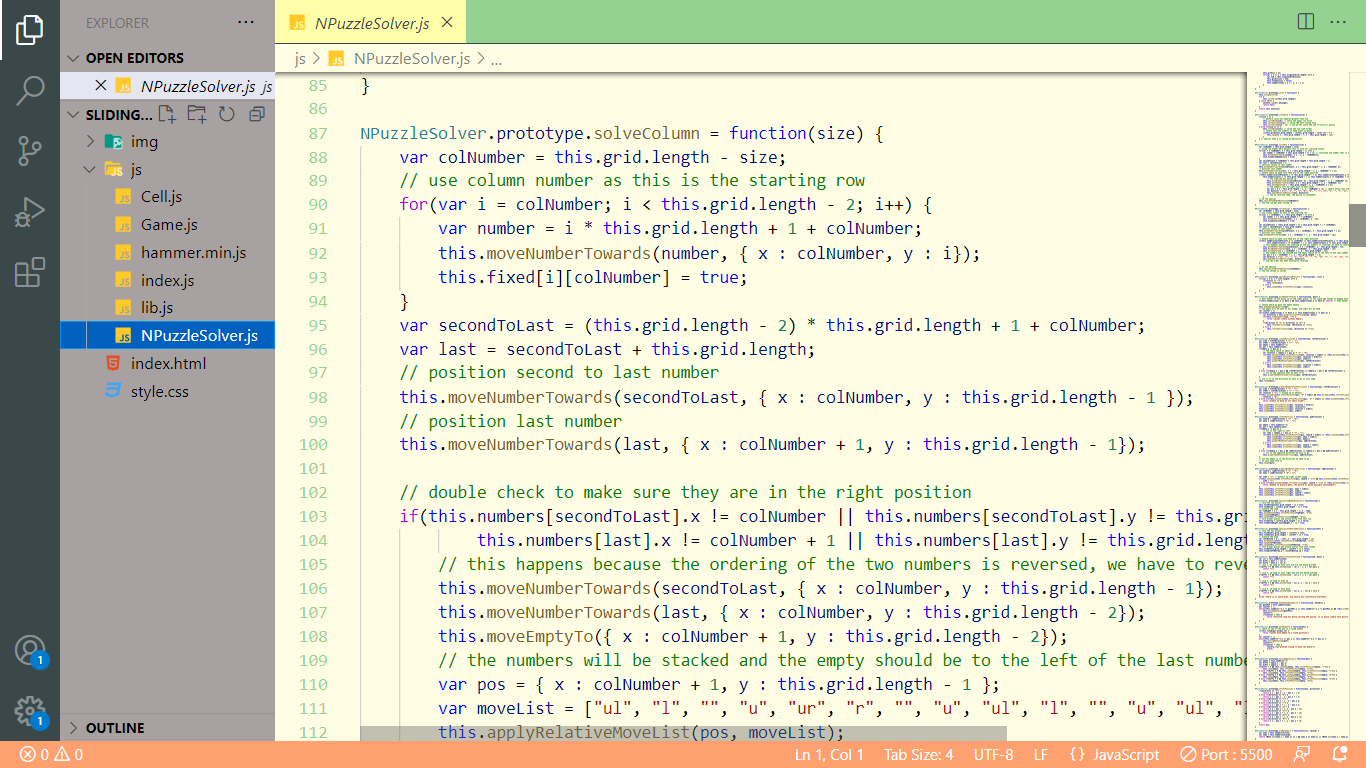 EXPLORER
OPEN EDITORS
NPuzzleSolver.js js
SLIDING...
img
js
Cell.js
Game.js
hammer.min.js
index.js
lib.js
NPuzzleSolver.js
index.html
style.css
OUTLINE
1
1
NPuzzleSolver.js
js > NPuzzleSolver.js > ...
85 }
86
87 NPuzzleSolver.prototype.solveColumn = function(size) {
88 var colNumber = this.grid.length - size;
89 // use column number as this is the starting row
90 for(var i = colNumber; i < this.grid.length - 2; i++) {
91 var number = i * this.grid.length + 1 + colNumber;
92 this.moveNumberTowards(number, { x : colNumber, y : i});
93 this.fixed[i][colNumber] = true;
94 }
95 var secondToLast = (this.grid.length - 2) * this.grid.length + 1 + colNumber;
96 var last = secondToLast + this.grid.length;
97 // position second to last number
98 this.moveNumberTowards(secondToLast, { x : colNumber, y : this.grid.length - 1 });
99 // position last number
100 this.moveNumberTowards(last, { x : colNumber + 1, y : this.grid.length - 1});
101
102 // double check to make sure they are in the right position
103 if(this.numbers[secondToLast].x != colNumber || this.numbers[secondToLast].y != this.gri
104 this.numbers[last].x != colNumber + 1 || this.numbers[last].y != this.grid.lengt
105 // this happens because the ordering of the two numbers is reversed, we have to reve
106 this.moveNumberTowards(secondToLast, { x : colNumber, y : this.grid.length - 1});
107 this.moveNumberTowards(last, { x : colNumber, y : this.grid.length - 2});
108 this.moveEmptyTo({ x : colNumber + 1, y : this.grid.length - 2});
109 // the numbers will be stacked and the empty should be to the left of the last numbe
110 var pos = { x : colNumber + 1, y : this.grid.length - 1 };
111 var moveList = ["ul", "l", "", "u", "ur", "r", "", "u", "ul", "l", "", "u", "ul", "
112 this.applyRelativeMoveList(pos, moveList);
0 0
Ln 1, Col 1 Tab Size: 4 UTF-8 LF {} JavaScript Port : 5500